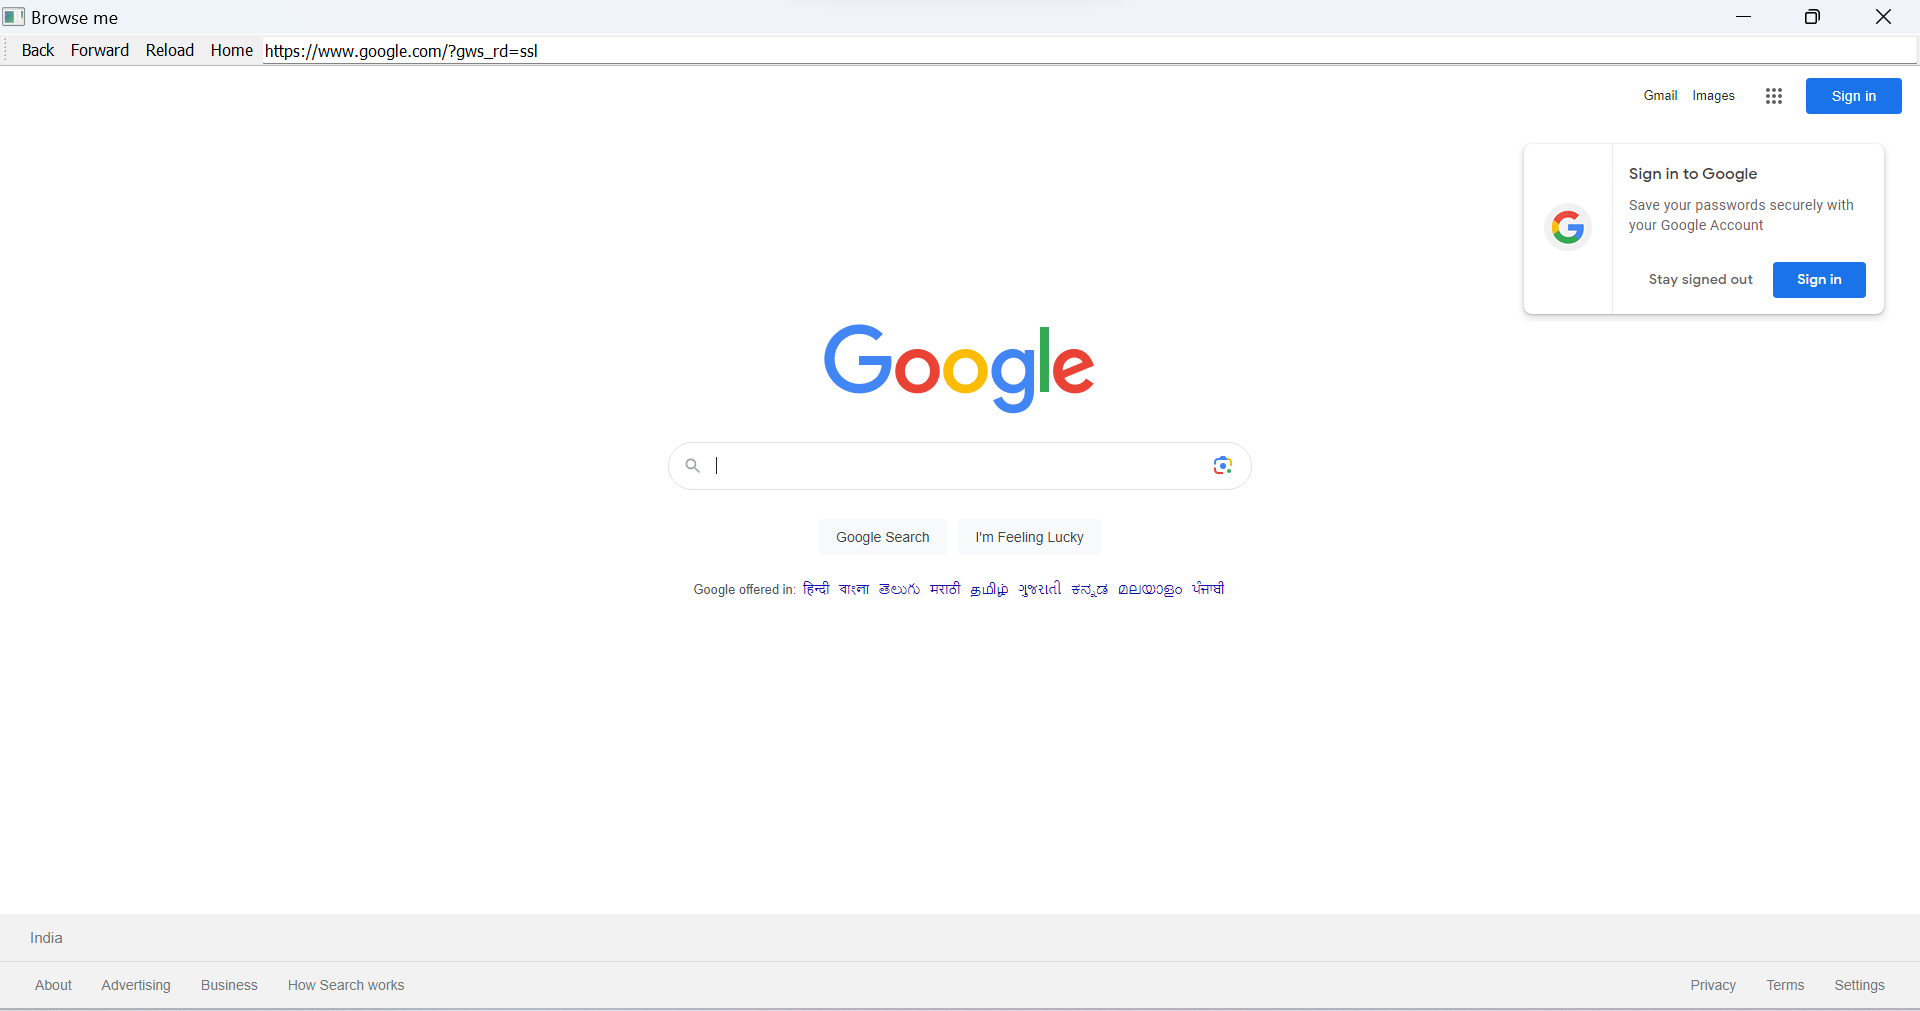 Browse me
Back Forward Reload Home https://www.google.com/?gws_rd=ssl
Gmail Images Sign in
Sign in to Google
Save your passwords securely with
your Google Account
Stay signed out Sign in
Google
Google Search I'm Feeling Lucky
Google offered in: हिन्दी বাংলা తెలుగు मराठी தமிழ் ગુજરાતી ಕನ್ನಡ മലയാളം ਪੰਜਾਬੀ
India
About Advertising Business How Search works Privacy Terms Settings